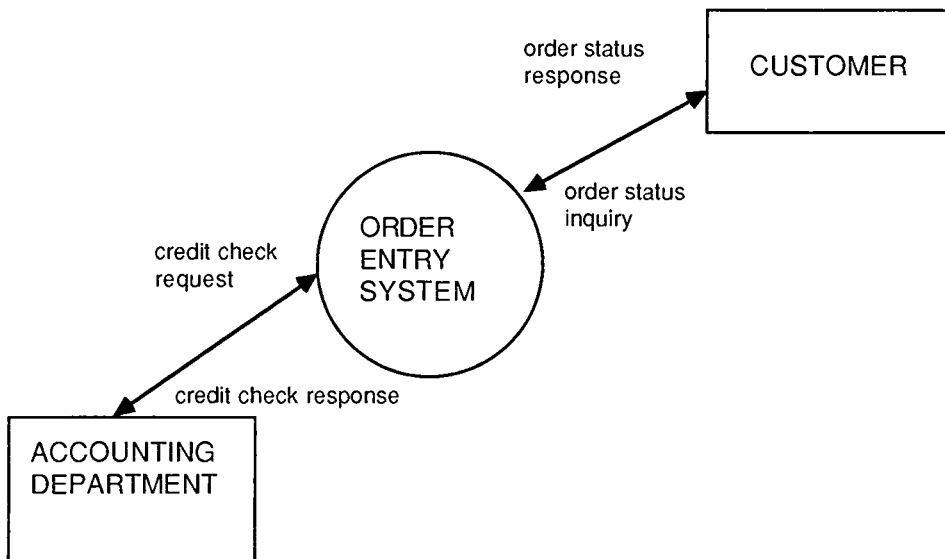 order status
response
CUSTOMER
order status
inquiry
ORDER
ENTRY
SYSTEM
credit check
request
credit check response
ACCOUNTING
DEPARTMENT